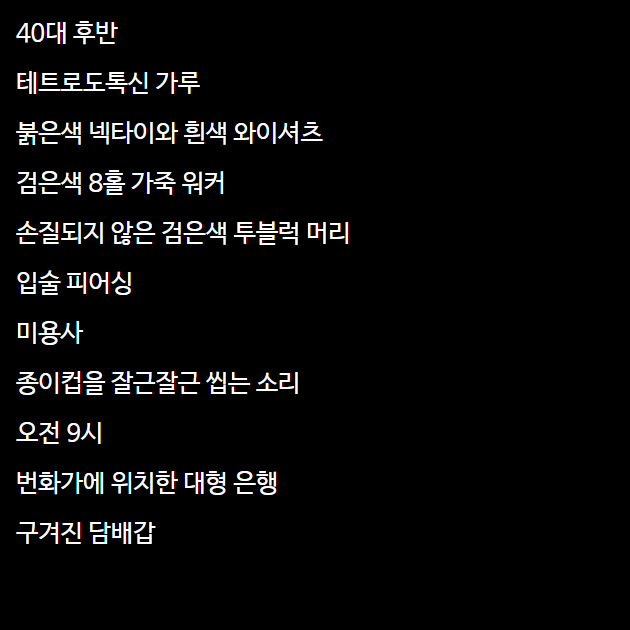 40대 후반
테트로도톡신 가루
붉은색 넥타이와 흰색 와이셔츠
검은색 8홀 가죽 워커
손질되지 않은 검은색 투블럭 머리
입술 피어싱
미용사
종이컵을 잘근잘근 씹는 소리
오전 9시
번화가에 위치한 대형 은행
구겨진 담배갑